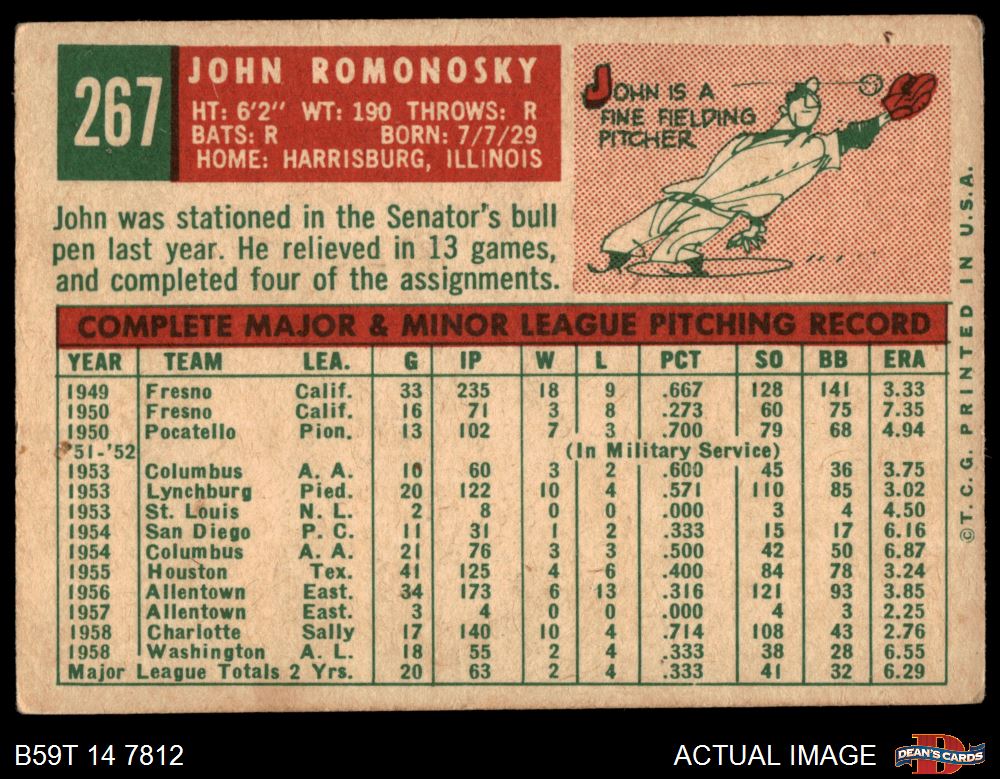 267
JOHN ROMONOSKY
HT: 6'2" WT: 190 THROWS: R
BATS: R BORN: 7/7/29
HOME: HARRISBURG, ILLINOIS
JOHN IS A
FINE FIELDING
PITCHER
John was stationed in the Senator's bull
pen last year. He relieved in 13 games,
and completed four of the assignments.
COMPLETE MAJOR & MINOR LEAGUE PITCHING RECORD
YEAR TEAM LEA. G IP W L PCT SO BB ERA
1949 Fresno Calif. 33 235 18 9 .667 128 141 3.33
1950 Fresno Calif. 16 71 3 8 .273 60 75 7.35
1950 Pocatello Pion. 13 102 7 3 .700 79 68 4.94
'51-'52 (In Military Service)
1953 Columbus A. A. 10 60 3 2 .600 45 36 3.75
1953 Lynchburg Pied. 20 122 10 4 .571 110 85 3.02
1953 St. Louis N. L. 2 8 0 0 .000 3 4 4.50
1954 San Diego P. C. 11 31 1 2 .333 15 17 6.16
1954 Columbus A. A. 21 76 3 3 .500 42 50 6.87
1955 Houston Tex. 41 125 4 6 .400 84 78 3.24
1956 Allentown East. 34 173 6 13 .316 121 93 3.85
1957 Allentown East. 3 4 0 0 .000 4 3 2.25
1958 Charlotte Sally 17 140 10 4 .714 108 43 2.76
1958 Washington A. L. 18 55 2 4 .333 38 28 6.55
Major League Totals 2 Yrs. 20 63 2 4 .333 41 32 6.29
©T. C. G. PRINTED IN U.S.A.
B59T 14 7812
ACTUAL IMAGE
DEAN'S CARDS